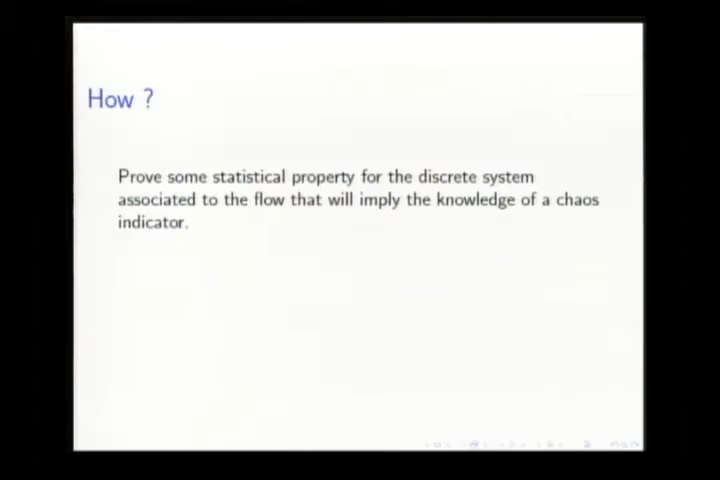 How ?
Prove some statistical property for the discrete system
associated to the flow that will imply the knowledge of a chaos
indicator.